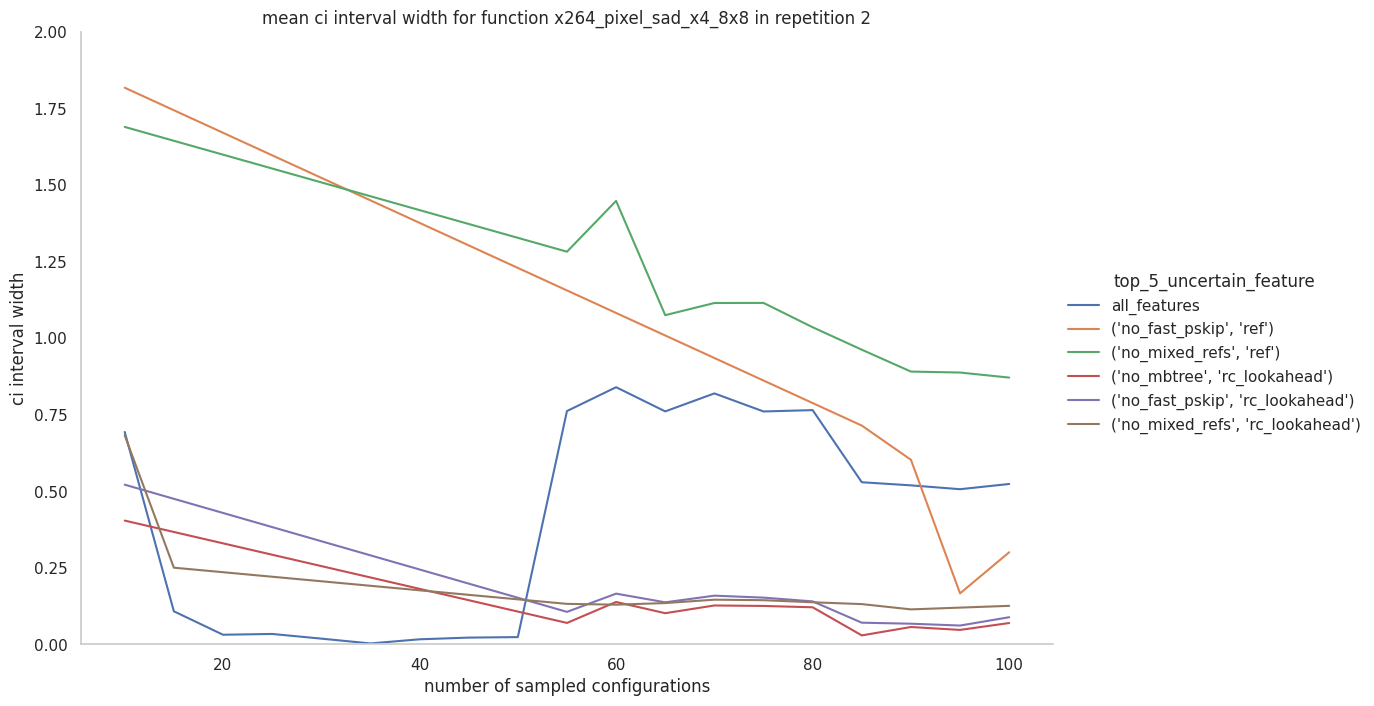 mean ci interval width for function x264_pixel_sad_x4_8x8 in repetition 2
2.00
1.75
1.50
1.25
1.00
0.75
0.50
0.25
0.00
ci interval width
20
40
60
80
100
number of sampled configurations
top_5_uncertain_feature
all_features
('no_fast_pskip', 'ref')
('no_mixed_refs', 'ref')
('no_mbtree', 'rc_lookahead')
('no_fast_pskip', 'rc_lookahead')
('no_mixed_refs', 'rc_lookahead')